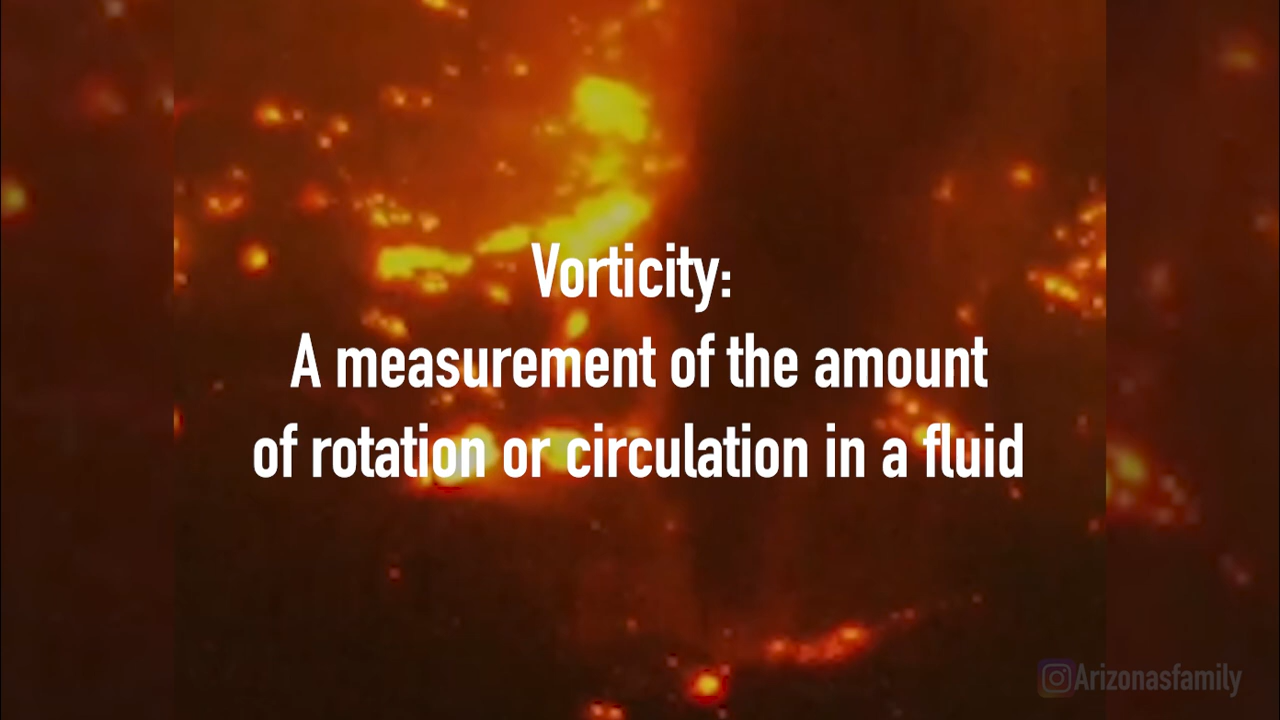 Vorticity:
A measurement of the amount
of rotation or circulation in a fluid
Arizonasfamily